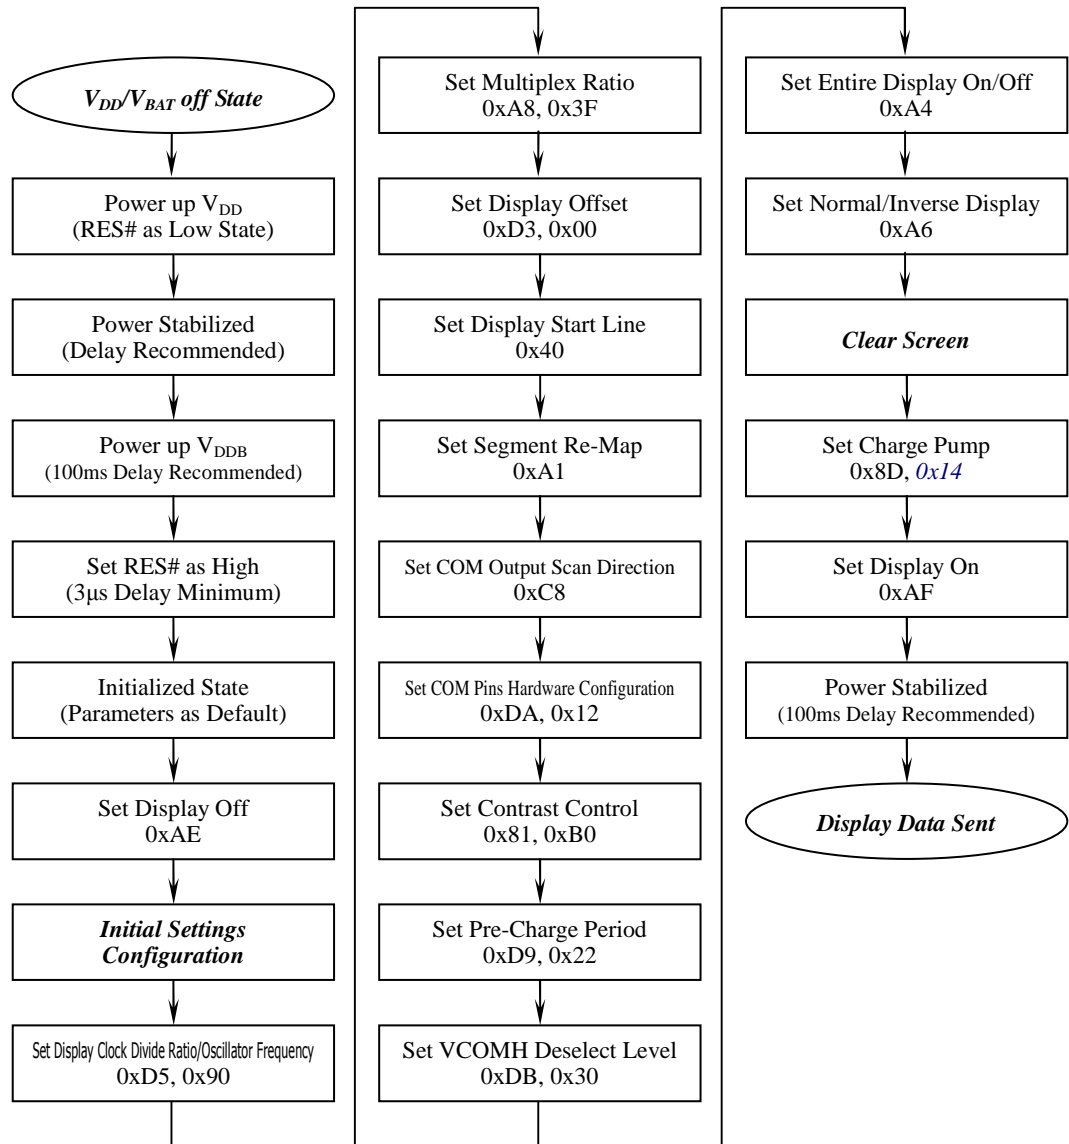 V_DD/V_BAT off State
Power up V_DD
(RES# as Low State)
Power Stabilized
(Delay Recommended)
Power up V_DDB
(100ms Delay Recommended)
Set RES# as High
(3μs Delay Minimum)
Initialized State
(Parameters as Default)
Set Display Off
0xAE
Initial Settings
Configuration
Set Display Clock Divide Ratio/Oscillator Frequency
0xD5, 0x90
Set Multiplex Ratio
0xA8, 0x3F
Set Display Offset
0xD3, 0x00
Set Display Start Line
0x40
Set Segment Re-Map
0xA1
Set COM Output Scan Direction
0xC8
Set COM Pins Hardware Configuration
0xDA, 0x12
Set Contrast Control
0x81, 0xB0
Set Pre-Charge Period
0xD9, 0x22
Set VCOMH Deselect Level
0xDB, 0x30
Set Entire Display On/Off
0xA4
Set Normal/Inverse Display
0xA6
Clear Screen
Set Charge Pump
0x8D, 0x14
Set Display On
0xAF
Power Stabilized
(100ms Delay Recommended)
Display Data Sent